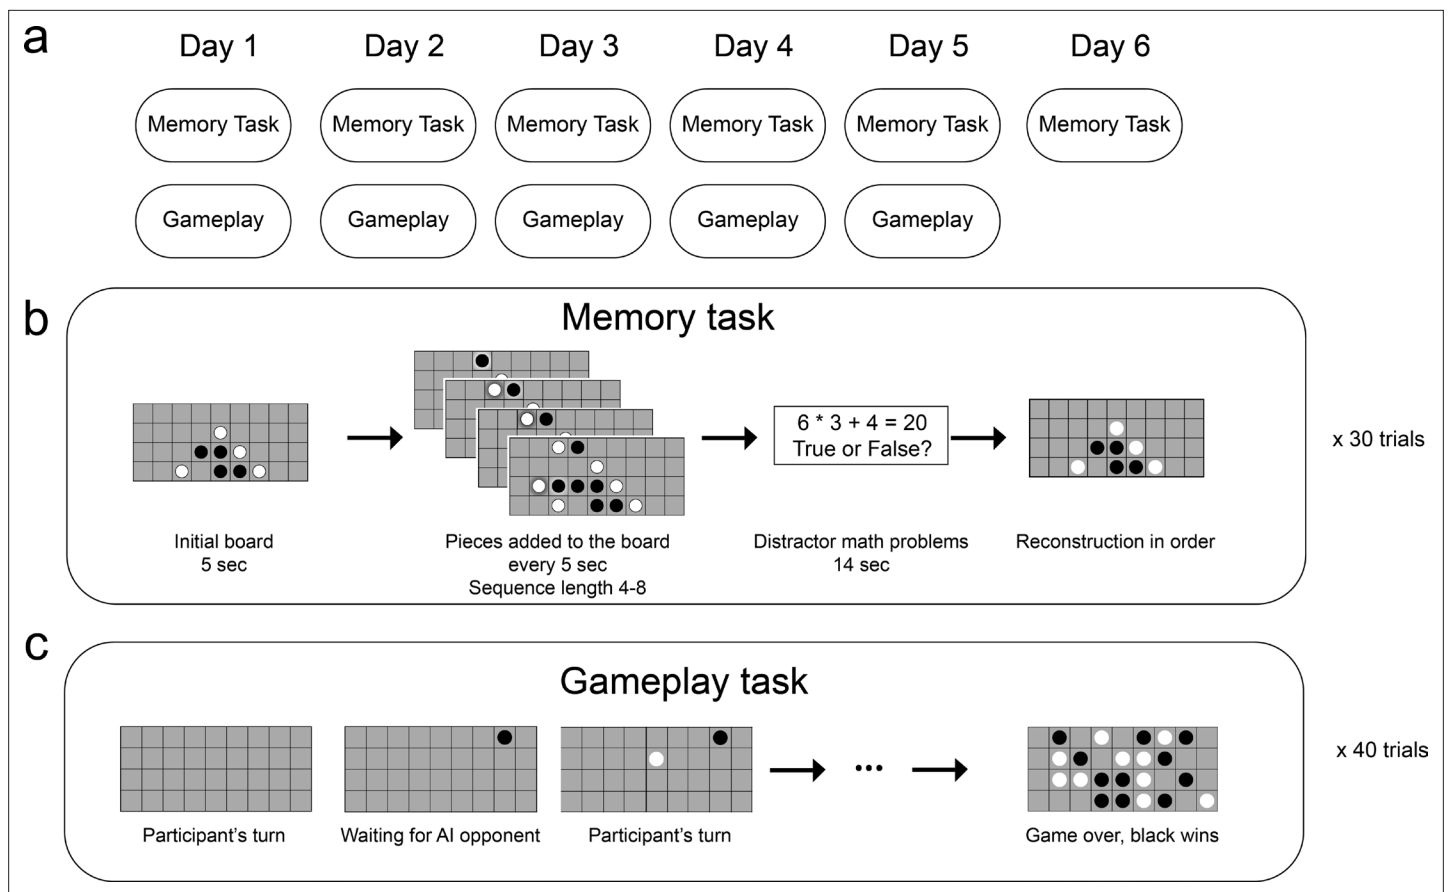 a
Day 1 Day 2 Day 3 Day 4 Day 5 Day 6
Memory Task Memory Task Memory Task Memory Task Memory Task Memory Task
Gameplay Gameplay Gameplay Gameplay Gameplay
b
Memory task
6 * 3 + 4 = 20
True or False?
x 30 trials
Initial board
5 sec
Pieces added to the board
every 5 sec
Sequence length 4-8
Distractor math problems
14 sec
Reconstruction in order
c
Gameplay task
...
x 40 trials
Participant's turn
Waiting for AI opponent
Participant's turn
Game over, black wins